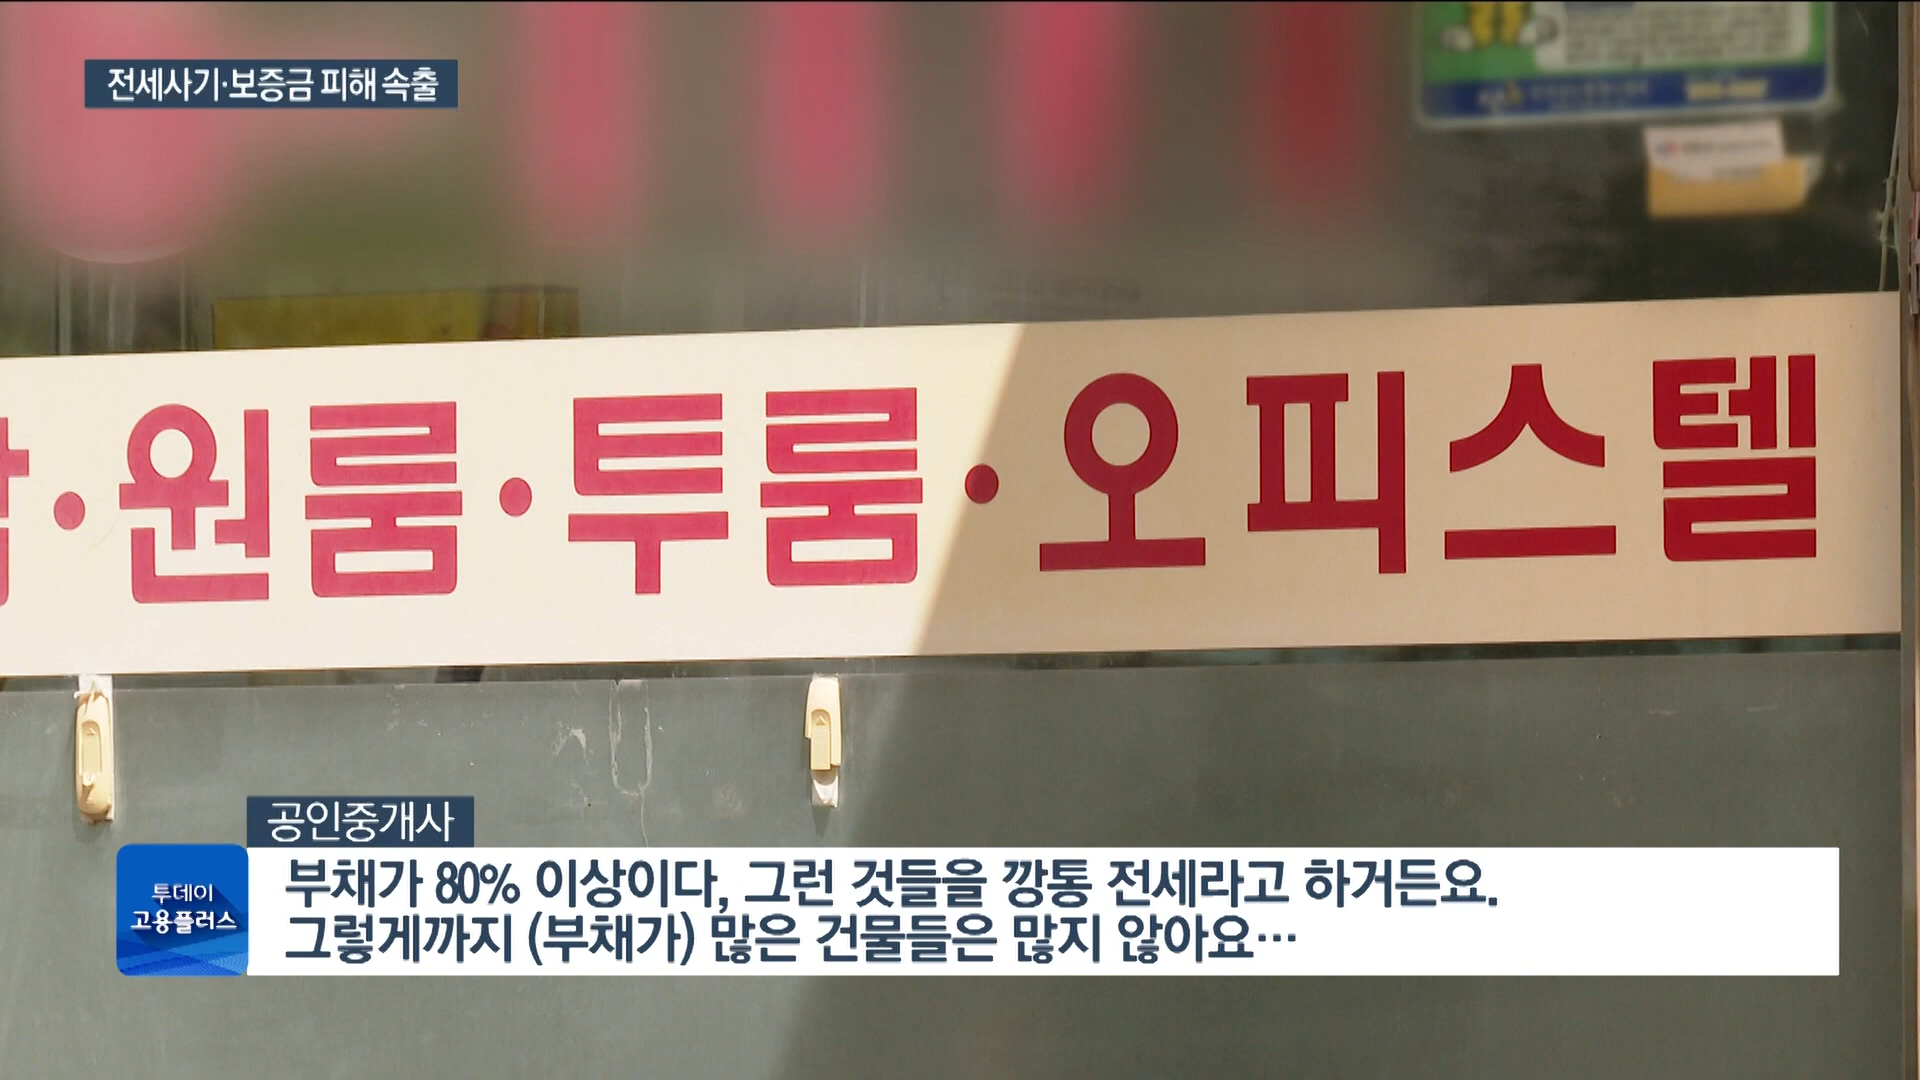 전세사기·보증금 피해 속출
·원룸·투룸·오피스텔
공인중개사
투데이
고용플러스
부채가 80% 이상이다, 그런 것들을 깡통 전세라고 하거든요.
그렇게까지 (부채가) 많은 건물들은 많지 않아요…